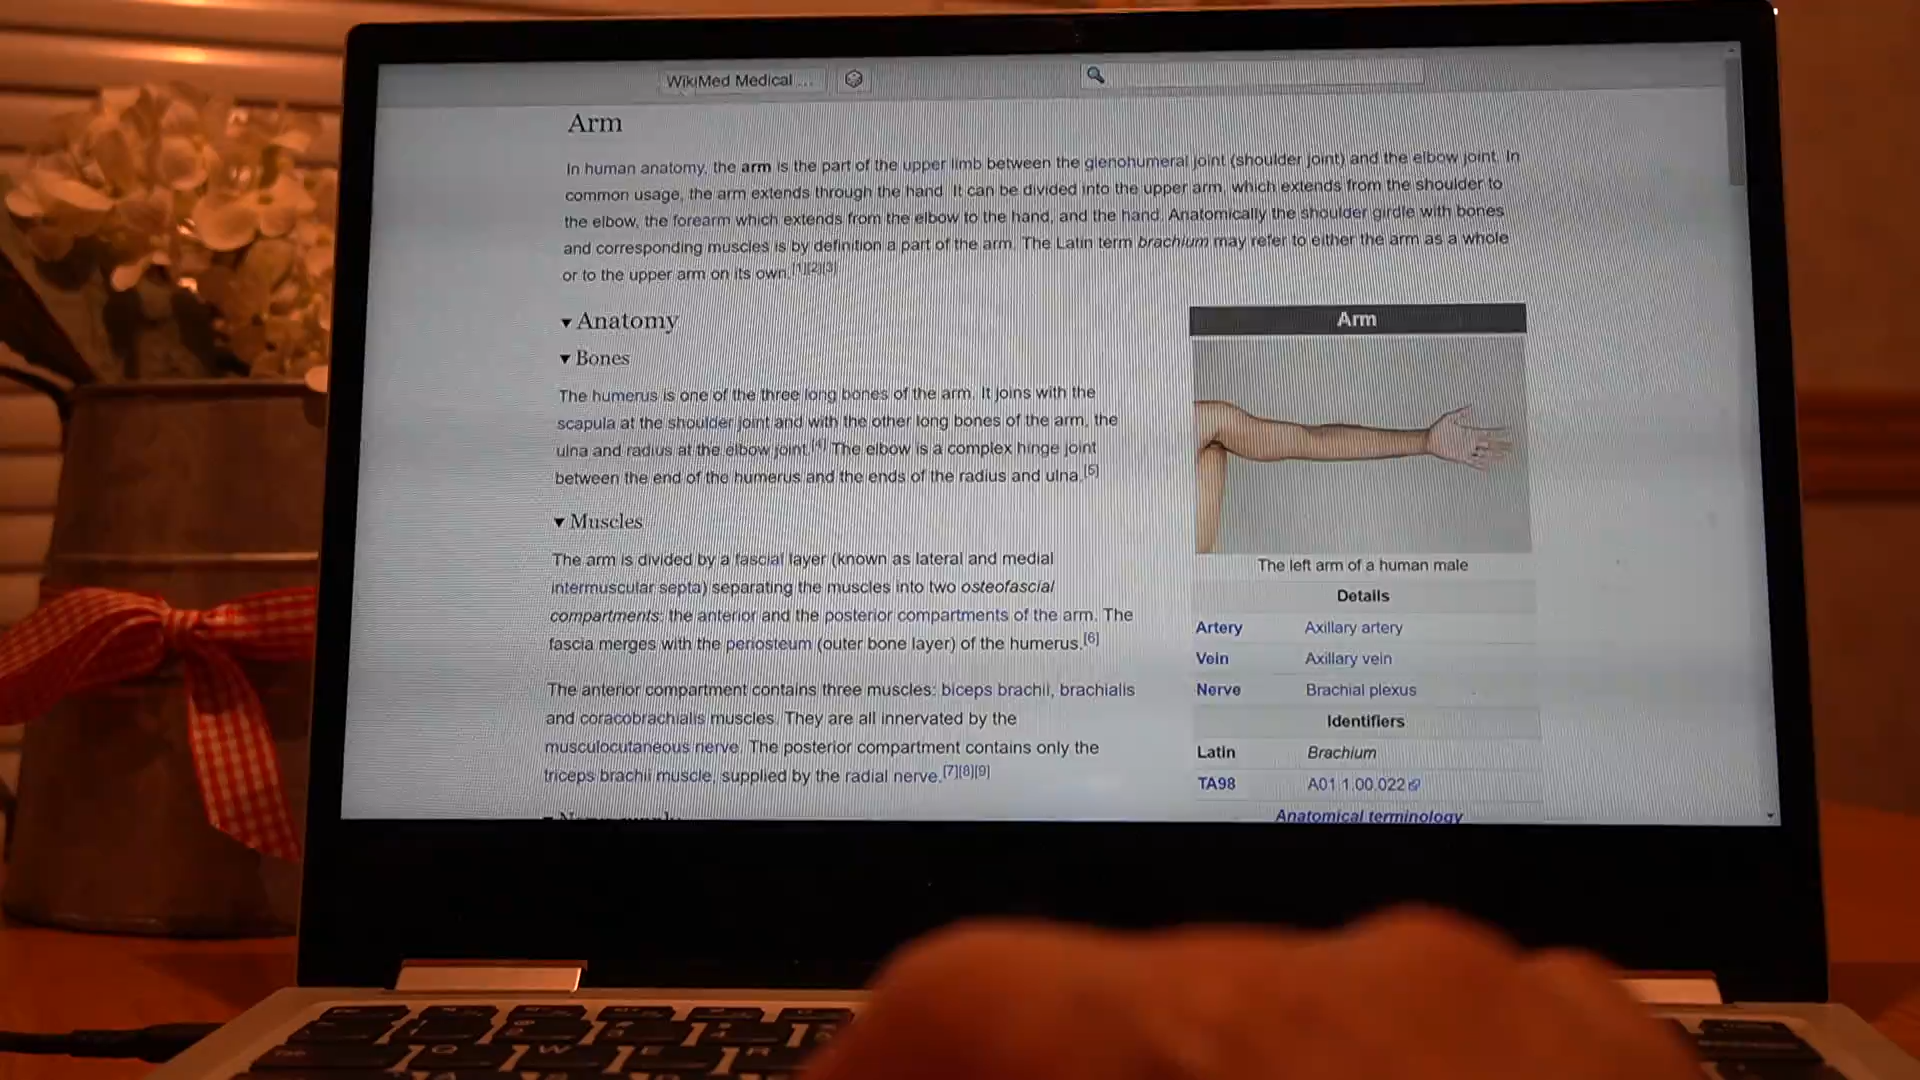 WikiMed Medical ...
Arm
In human anatomy, the arm is the part of the upper limb between the glenohumeral joint (shoulder joint) and the elbow joint. In
common usage, the arm extends through the hand. It can be divided into the upper arm, which extends from the shoulder to
the elbow, the forearm which extends from the elbow to the hand, and the hand. Anatomically the shoulder girdle with bones
and corresponding muscles is by definition a part of the arm. The Latin term brachium may refer to either the arm as a whole
or to the upper arm on its own.[1][2][3]
▾ Anatomy
▾ Bones
The humerus is one of the three long bones of the arm. It joins with the
scapula at the shoulder joint and with the other long bones of the arm, the
ulna and radius at the elbow joint.[4] The elbow is a complex hinge joint
between the end of the humerus and the ends of the radius and ulna.[5]
▾ Muscles
The arm is divided by a fascial layer (known as lateral and medial
intermuscular septa) separating the muscles into two osteofascial
compartments: the anterior and the posterior compartments of the arm. The
fascia merges with the periosteum (outer bone layer) of the humerus.[6]
The anterior compartment contains three muscles: biceps brachii, brachialis
and coracobrachialis muscles. They are all innervated by the
musculocutaneous nerve. The posterior compartment contains only the
triceps brachii muscle, supplied by the radial nerve.[7][8][9]
Arm
The left arm of a human male
Details
Artery Axillary artery
Vein Axillary vein
Nerve Brachial plexus
Identifiers
Latin Brachium
TA98 A01.1.00.022
Anatomical terminology
Q W E R